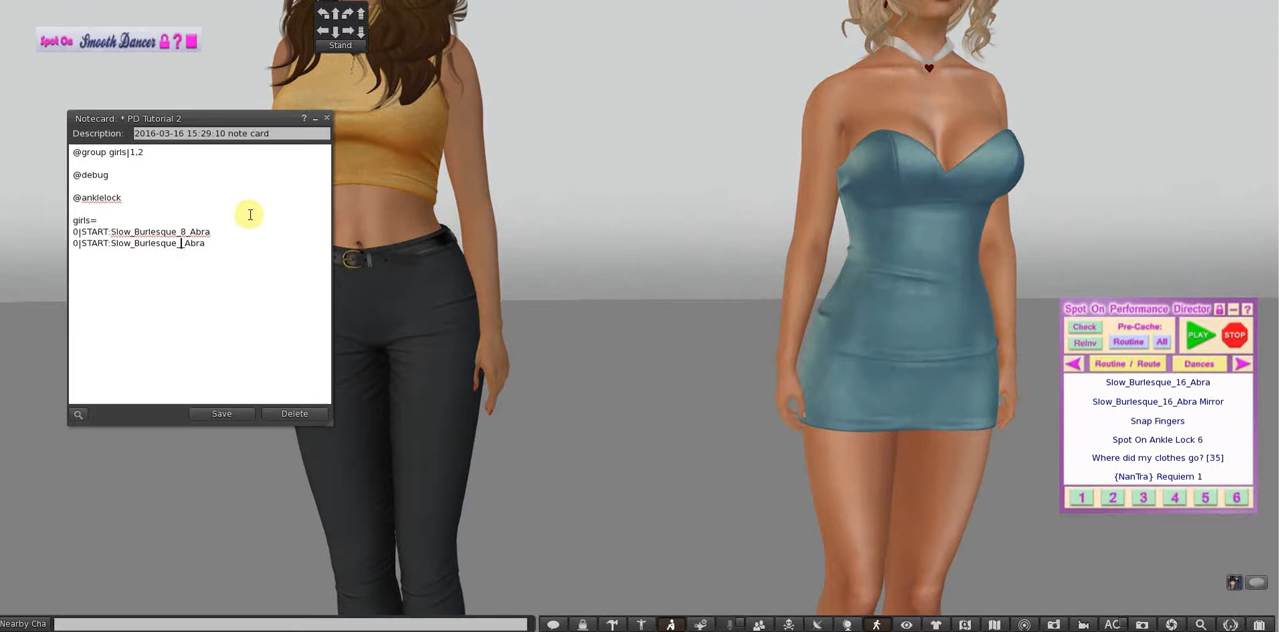 Spot On Smooth Dancer ?
Stand
Notecard: * PD Tutorial 2
Description: 2016-03-16 15:29:10 note card
@group girls|1,2
@debug
@anklelock
girls=
0|START:Slow_Burlesque_8_Abra
0|START:Slow_Burlesque_Abra
Save
Delete
Spot On Performance Director
Check
Pre-Cache:
PLAY
STOP
ReInv
Routine
All
Routine / Route
Dances
Slow_Burlesque_16_Abra
Slow_Burlesque_16_Abra Mirror
Snap Fingers
Spot On Ankle Lock 6
Where did my clothes go? [35]
{NanTra} Requiem 1
1 2 3 4 5 6
Nearby Cha
AC